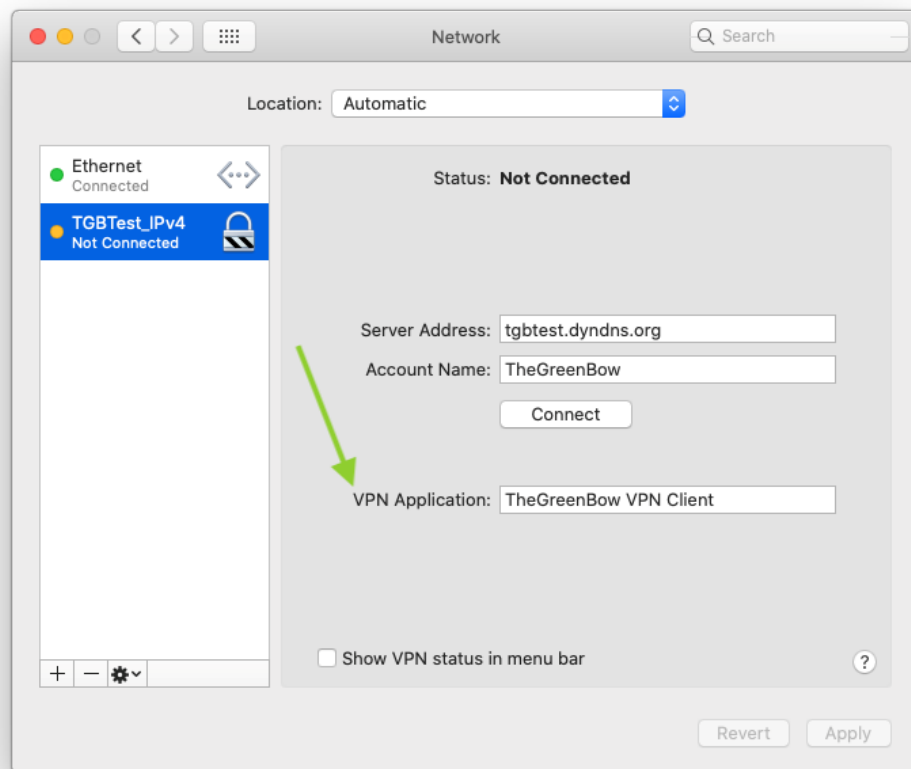 Network
Search
Location: Automatic
Ethernet
Connected
TGBTest_IPv4
Not Connected
Status: Not Connected
Server Address: tgbtest.dyndns.org
Account Name: TheGreenBow
Connect
VPN Application: TheGreenBow VPN Client
Show VPN status in menu bar
?
Revert Apply